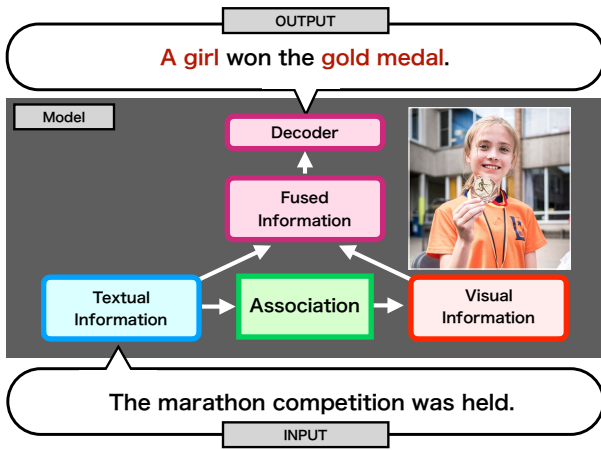 OUTPUT
A girl won the gold medal.
Model
Decoder
Fused
Information
Textual
Information
Association
Visual
Information
The marathon competition was held.
INPUT